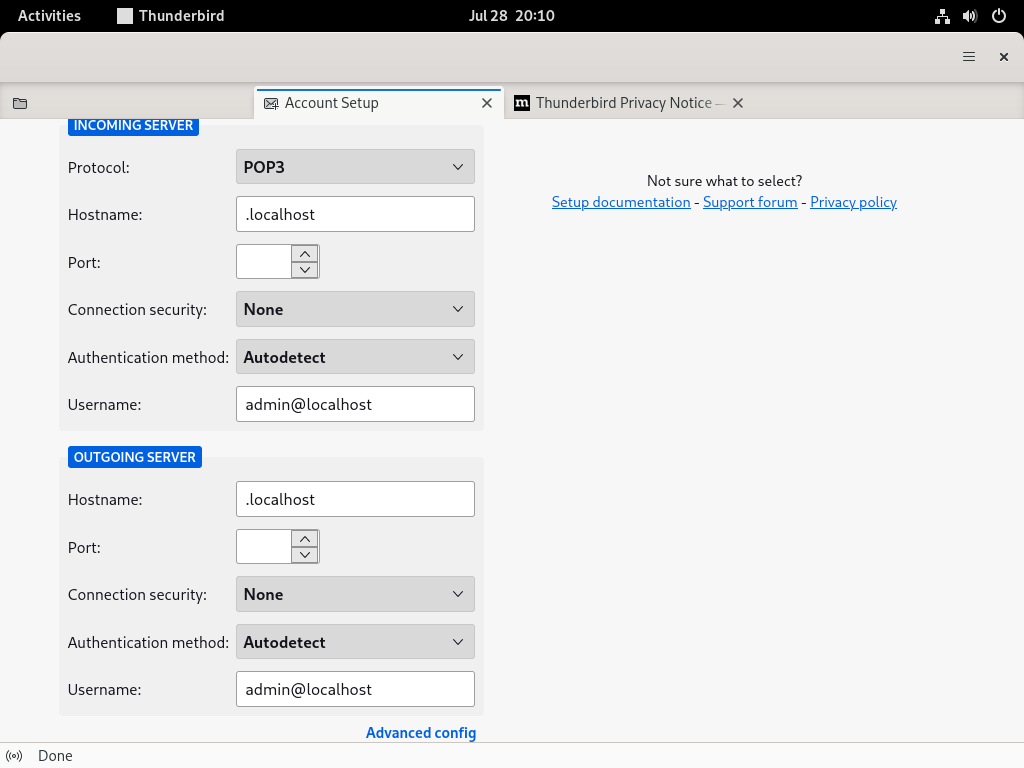 Activities
Thunderbird
Jul 28 20:10
Account Setup
Thunderbird Privacy Notice
INCOMING SERVER
Protocol:
POP3
Hostname:
.localhost
Port:
Connection security:
None
Authentication method:
Autodetect
Username:
admin@localhost
OUTGOING SERVER
Hostname:
.localhost
Port:
Connection security:
None
Authentication method:
Autodetect
Username:
admin@localhost
Advanced config
Not sure what to select?
Setup documentation - Support forum - Privacy policy
Done